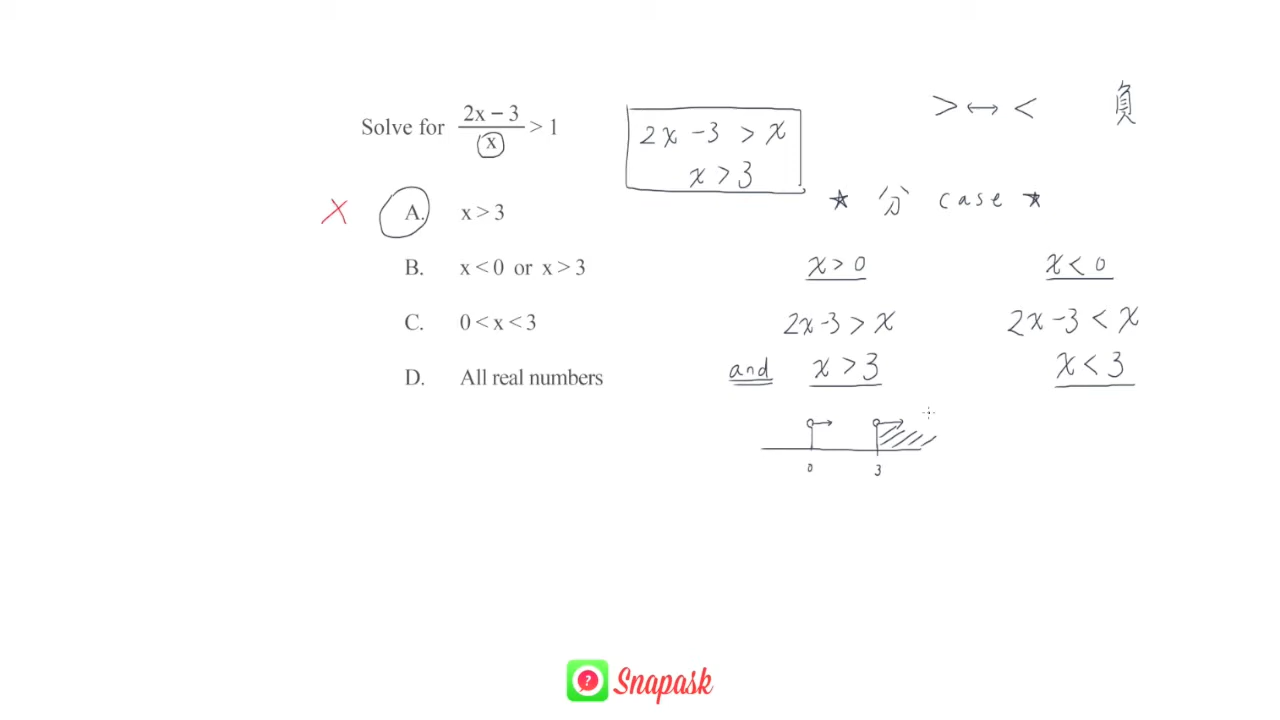 Solve for (2x − 3)/x > 1
2x - 3 > x
x > 3
> ↔ < 負
★ 分 case ★
X
A. x > 3
B. x < 0 or x > 3
C. 0 < x < 3
D. All real numbers
x > 0
2x - 3 > x
and x > 3
0 3
x < 0
2x - 3 < x
x < 3
Snapask